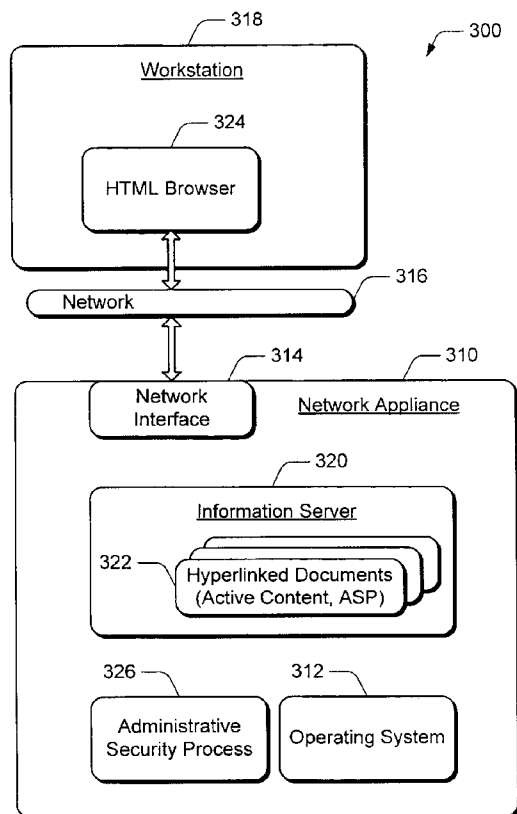 318
300
Workstation
324
HTML Browser
Network
316
314
310
Network
Interface
Network Appliance
320
Information Server
322
Hyperlinked Documents
(Active Content, ASP)
326
312
Administrative
Security Process
Operating System